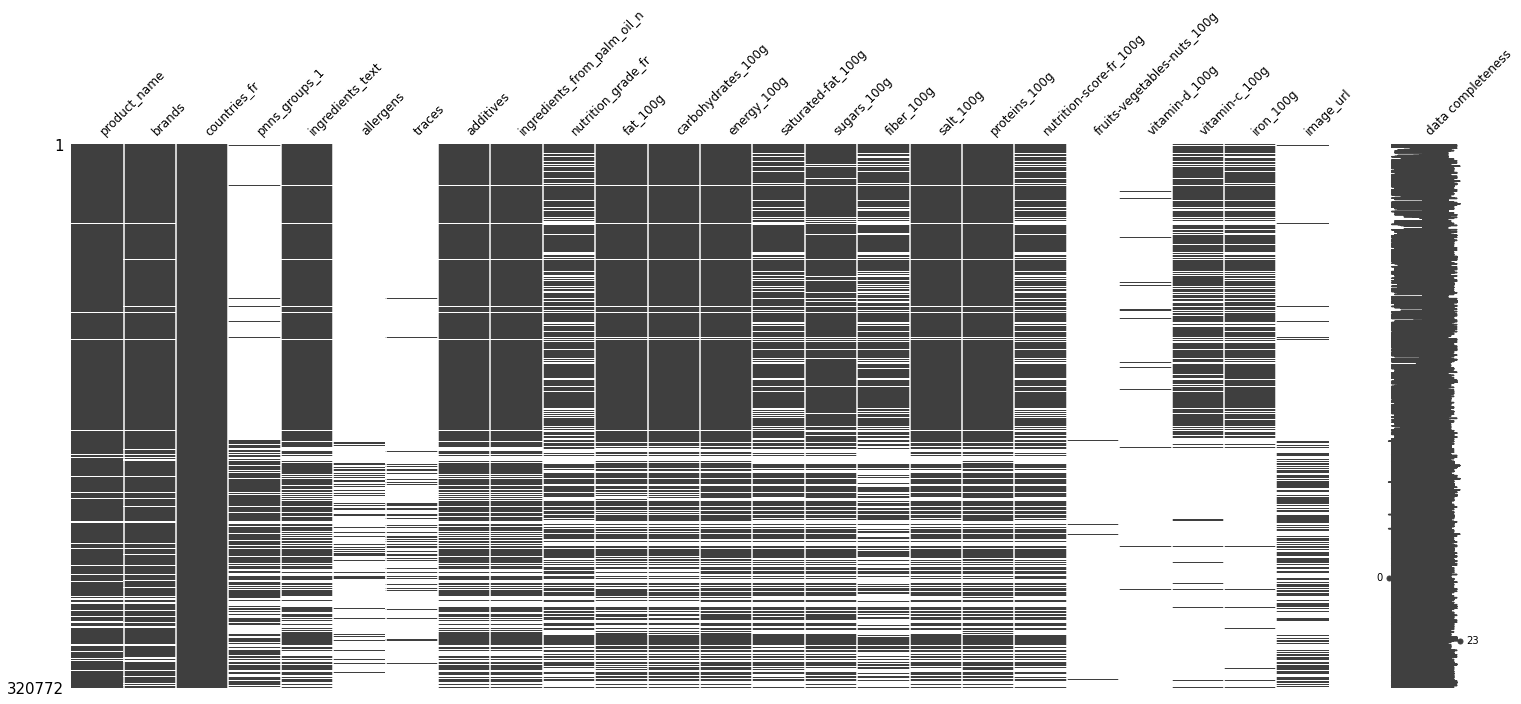 product_name
brands
countries_fr
pnns_groups_1
ingredients_text
allergens
traces
additives
ingredients_from_palm_oil_n
nutrition_grade_fr
fat_100g
carbohydrates_100g
energy_100g
saturated-fat_100g
sugars_100g
fiber_100g
salt_100g
proteins_100g
nutrition-score-fr_100g
fruits-vegetables-nuts_100g
vitamin-d_100g
vitamin-c_100g
iron_100g
image_url
data completeness
1
0
23
320772